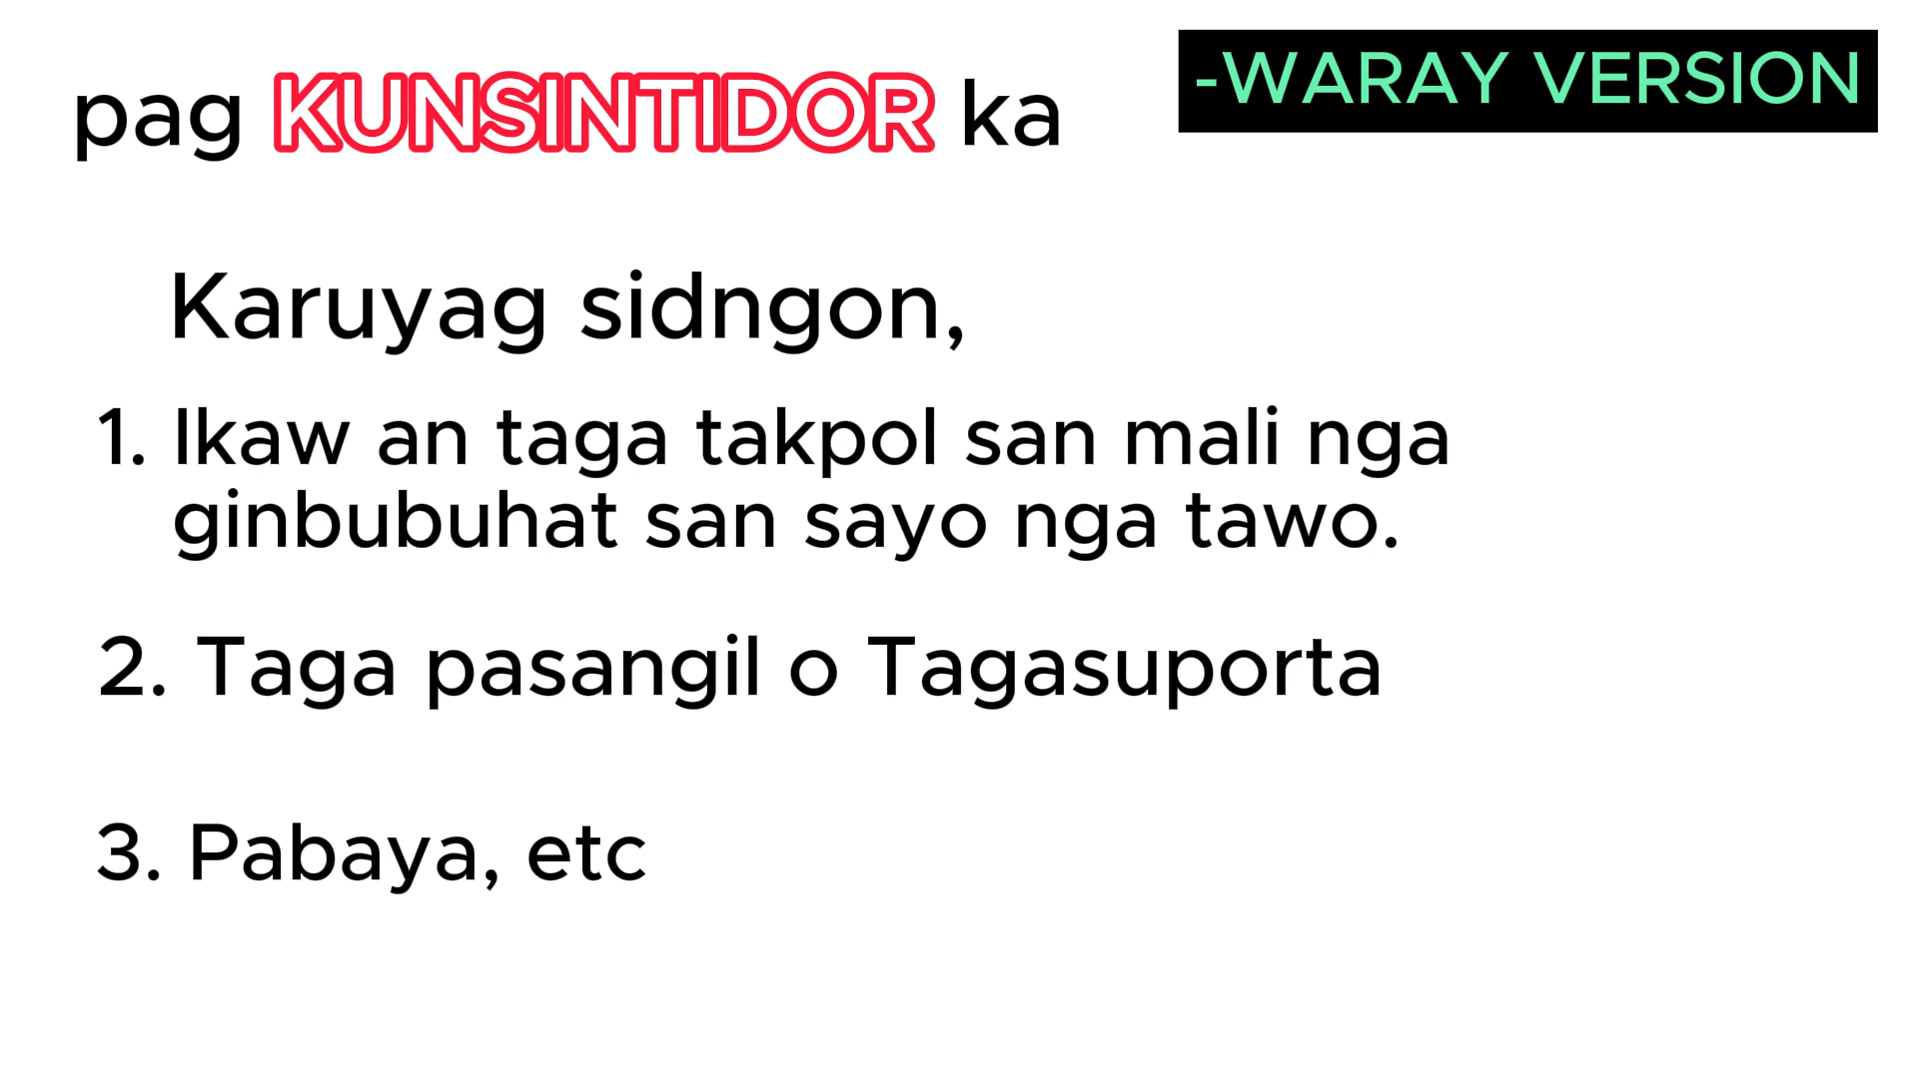 pag KUNSINTIDOR ka
-WARAY VERSION
Karuyag sidngon,
1. Ikaw an taga takpol san mali nga
ginbubuhat san sayo nga tawo.
2. Taga pasangil o Tagasuporta
3. Pabaya, etc